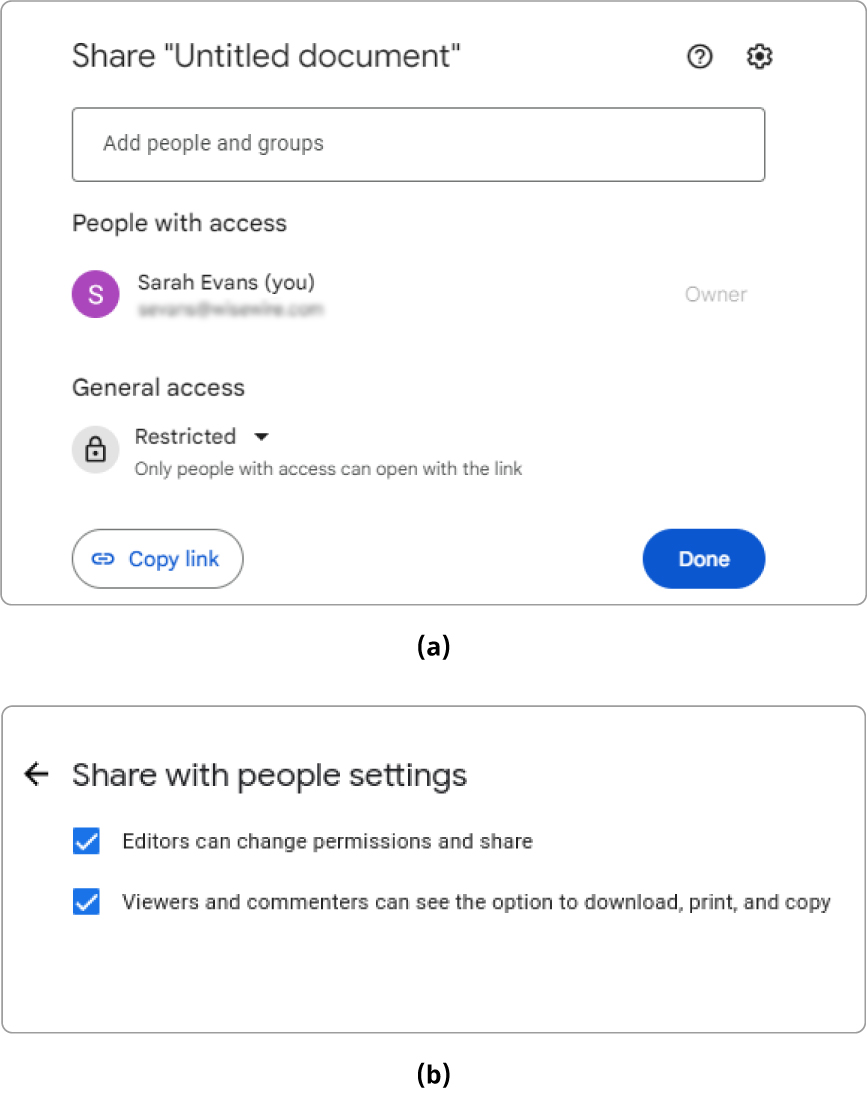 Share "Untitled document"
Add people and groups
People with access
S
Sarah Evans (you)
Owner
General access
Restricted
Only people with access can open with the link
Copy link
Done
(a)
Share with people settings
Editors can change permissions and share
Viewers and commenters can see the option to download, print, and copy
(b)